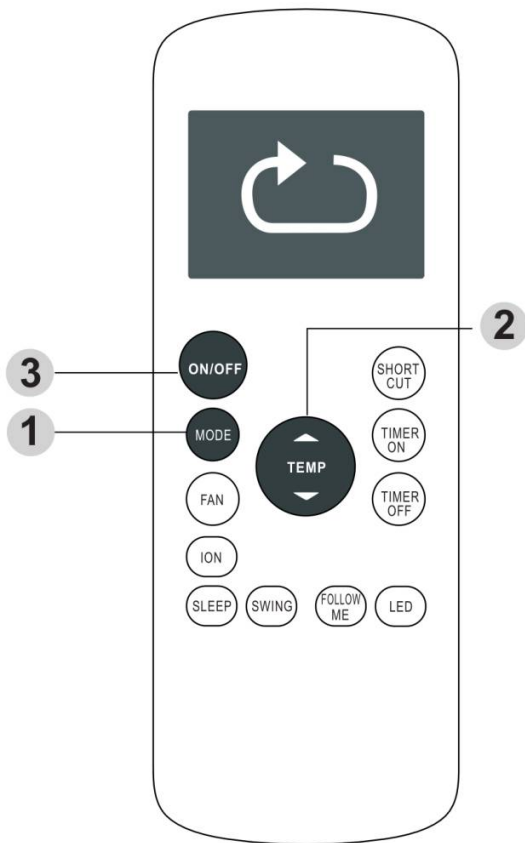 2
3
ON/OFF
SHORT
CUT
1
MODE
TEMP
TIMER
ON
FAN
TIMER
OFF
ION
SLEEP
SWING
FOLLOW
ME
LED